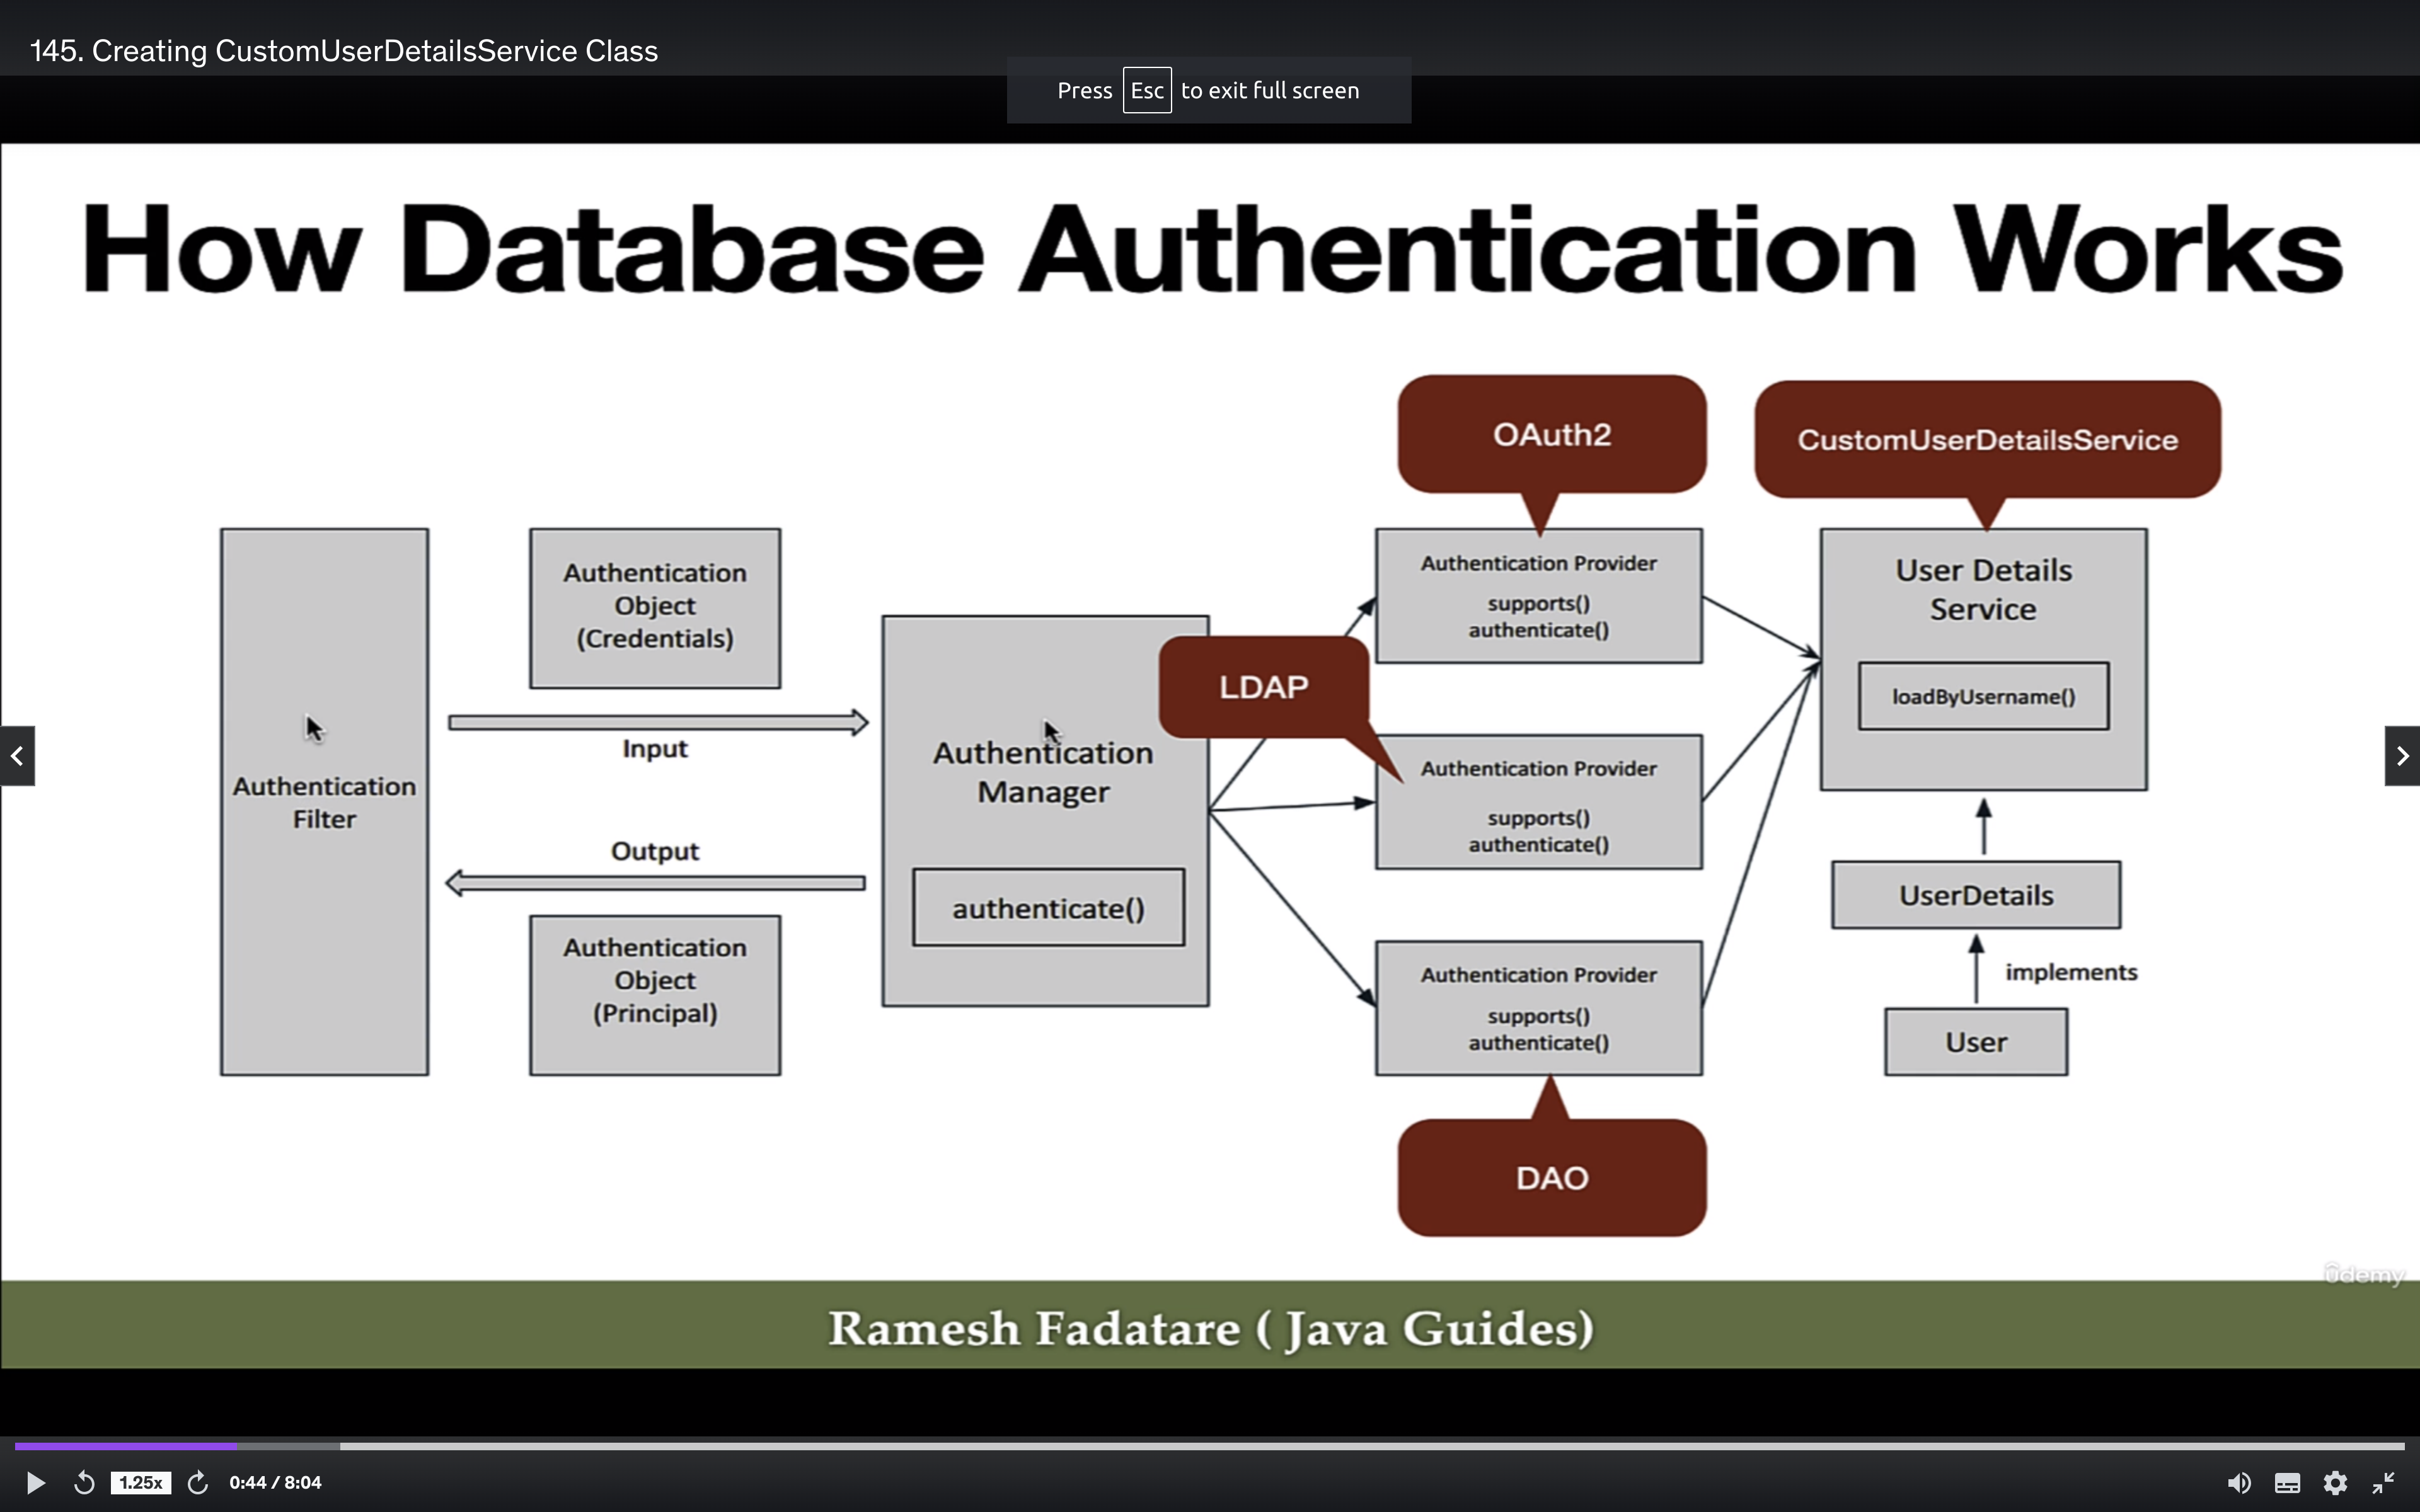 145. Creating CustomUserDetailsService Class
Press Esc to exit full screen
How Database Authentication Works
OAuth2
CustomUserDetailsService
Authentication
Filter
Authentication
Object
(Credentials)
Input
Output
Authentication
Object
(Principal)
Authentication
Manager
authenticate()
LDAP
Authentication Provider
supports()
authenticate()
Authentication Provider
supports()
authenticate()
Authentication Provider
supports()
authenticate()
DAO
User Details
Service
loadByUsername()
UserDetails
implements
User
ûdemy
Ramesh Fadatare ( Java Guides)
1.25x
0:44 / 8:04